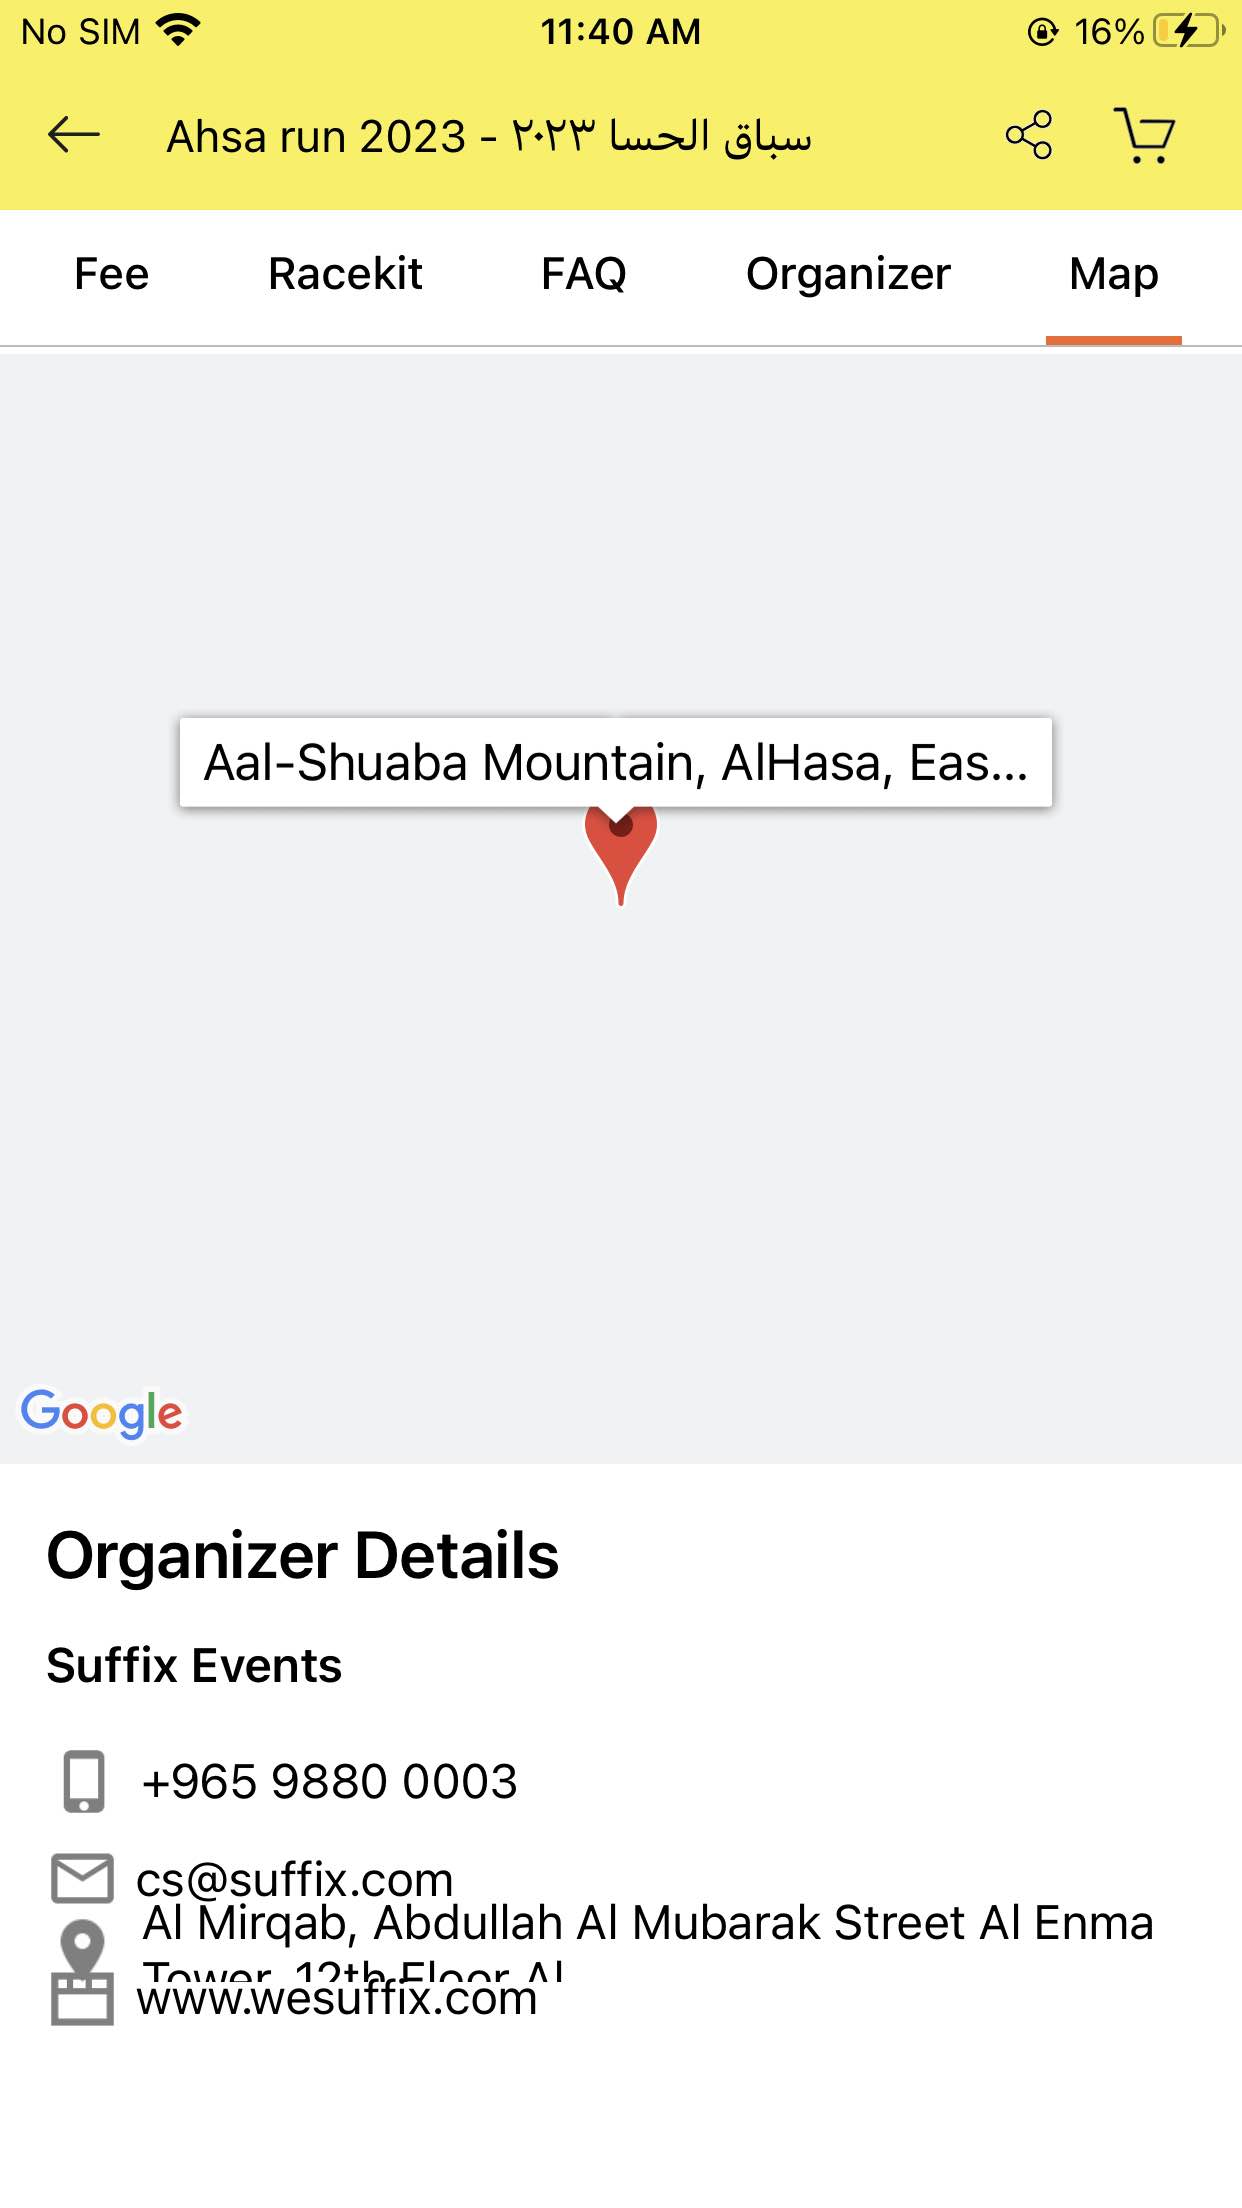 No SIM
11:40 AM
16%
Ahsa run 2023 - سباق الحسا ٢٠٢٣
Fee
Racekit
FAQ
Organizer
Map
Aal-Shuaba Mountain, AlHasa, Eas...
Google
Organizer Details
Suffix Events
+965 9880 0003
cs@suffix.com
Al Mirqab, Abdullah Al Mubarak Street Al Enma
Tower, 12th Floor, Al
www.wesuffix.com